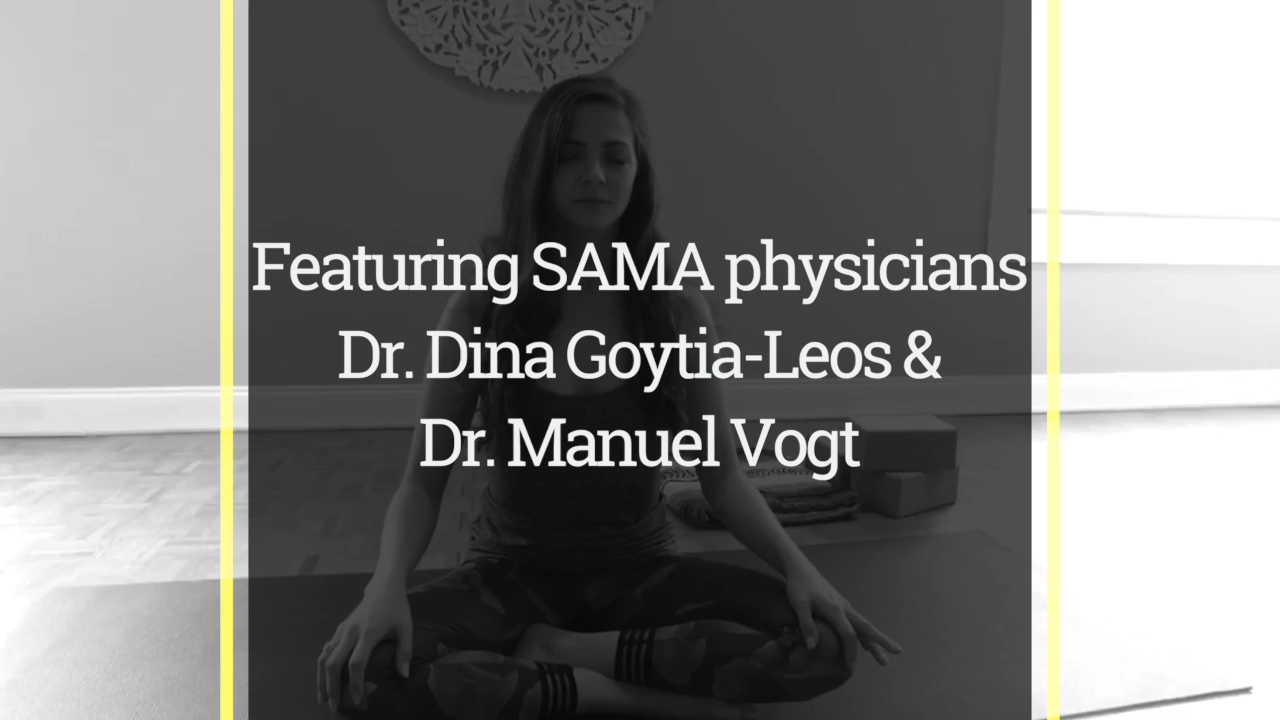 Featuring SAMA physicians
Dr. Dina Goytia-Leos &
Dr. Manuel Vogt